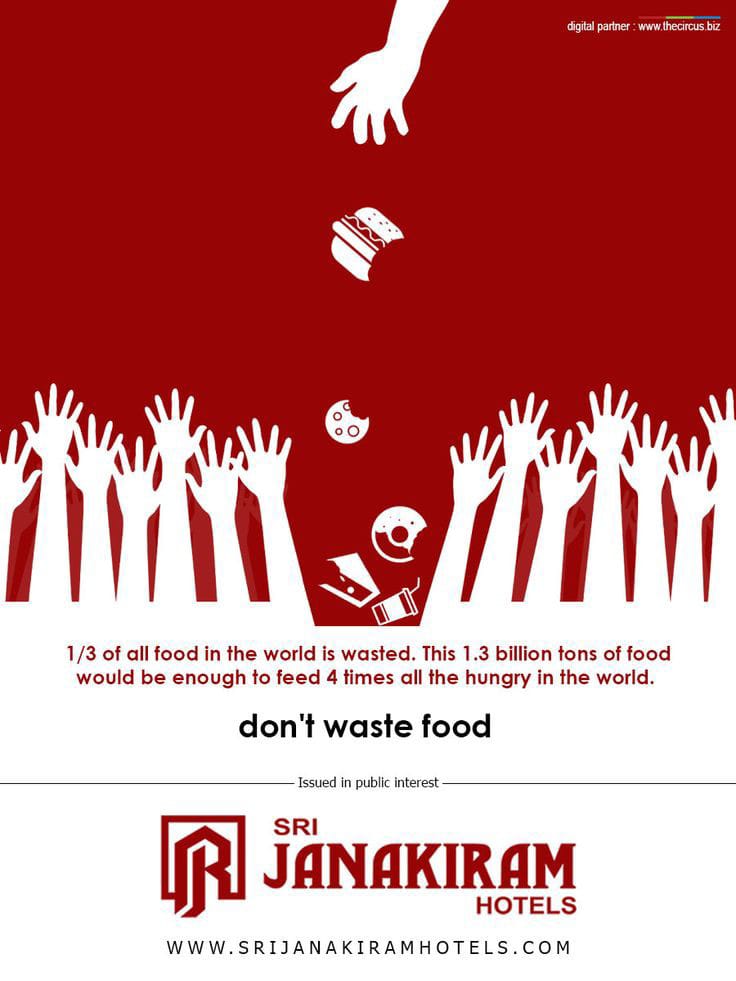 digital partner : www.thecircus.biz
1/3 of all food in the world is wasted. This 1.3 billion tons of food
would be enough to feed 4 times all the hungry in the world.
don't waste food
Issued in public interest
SRI
JANAKIRAM
HOTELS
WWW.SRIJANAKIRAMHOTELS.COM